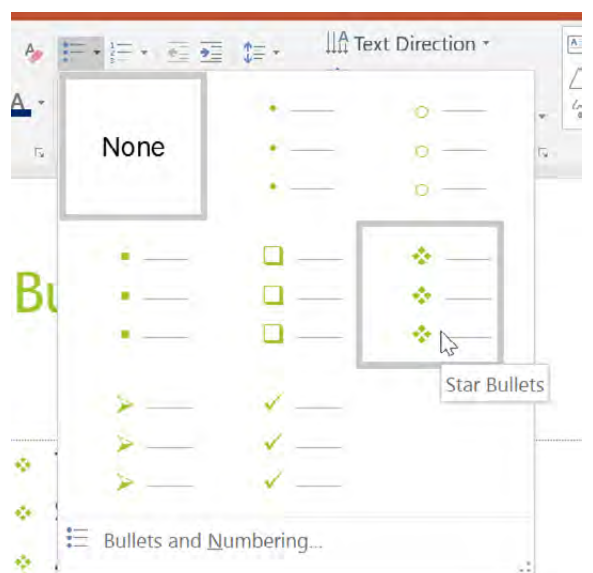 Text Direction
A
None
Bu
Star Bullets
Bullets and Numbering...